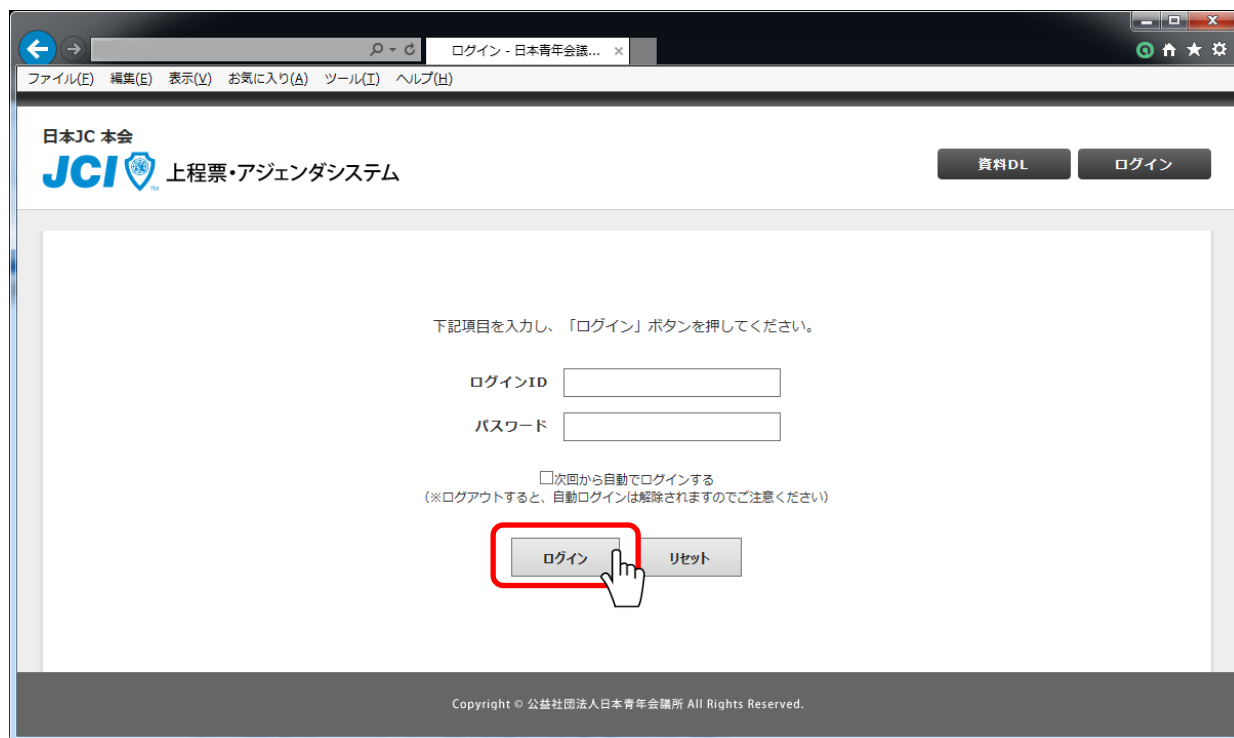 ログイン - 日本青年会議...
ファイル(F) 編集(E) 表示(V) お気に入り(A) ツール(T) ヘルプ(H)
日本JC 本会
JCI TM 上程票・アジェンダシステム
資料DL ログイン
下記項目を入力し、「ログイン」ボタンを押してください。
ログインID
パスワード
次回から自動でログインする
（※ログアウトすると、自動ログインは解除されますのでご注意ください）
ログイン リセット
Copyright © 公益社団法人日本青年会議所 All Rights Reserved.